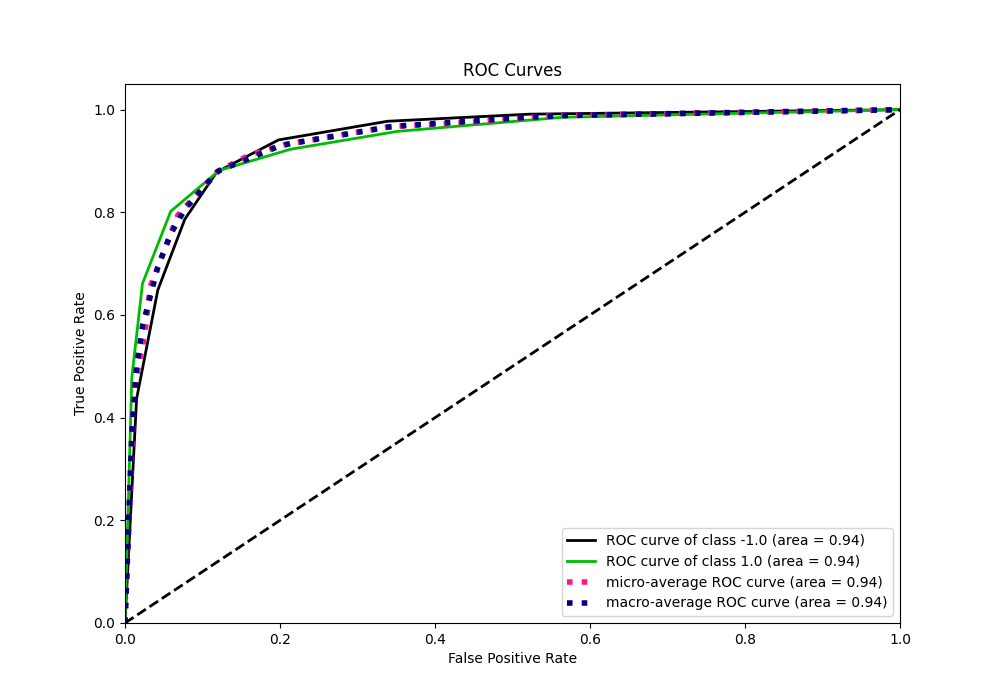 ROC Curves
True Positive Rate
1.0
0.8
0.6
0.4
0.2
0.0
0.0 0.2 0.4 0.6 0.8 1.0
False Positive Rate
ROC curve of class -1.0 (area = 0.94)
ROC curve of class 1.0 (area = 0.94)
micro-average ROC curve (area = 0.94)
macro-average ROC curve (area = 0.94)